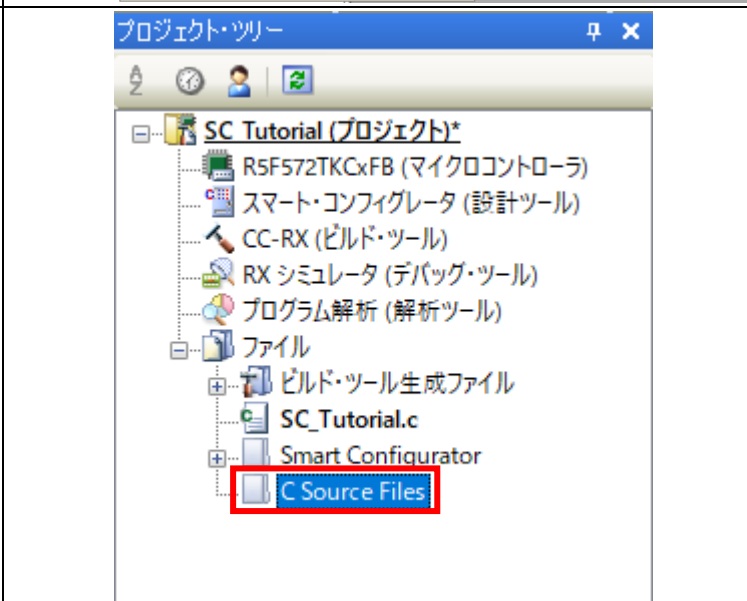 プロジェクト・ツリー
SC_Tutorial (プロジェクト)*
R5F572TKCxFB (マイクロコントローラ)
スマート・コンフィグレータ (設計ツール)
CC-RX (ビルド・ツール)
RX シミュレータ (デバッグ・ツール)
プログラム解析 (解析ツール)
ファイル
ビルド・ツール生成ファイル
SC_Tutorial.c
Smart Configurator
C Source Files